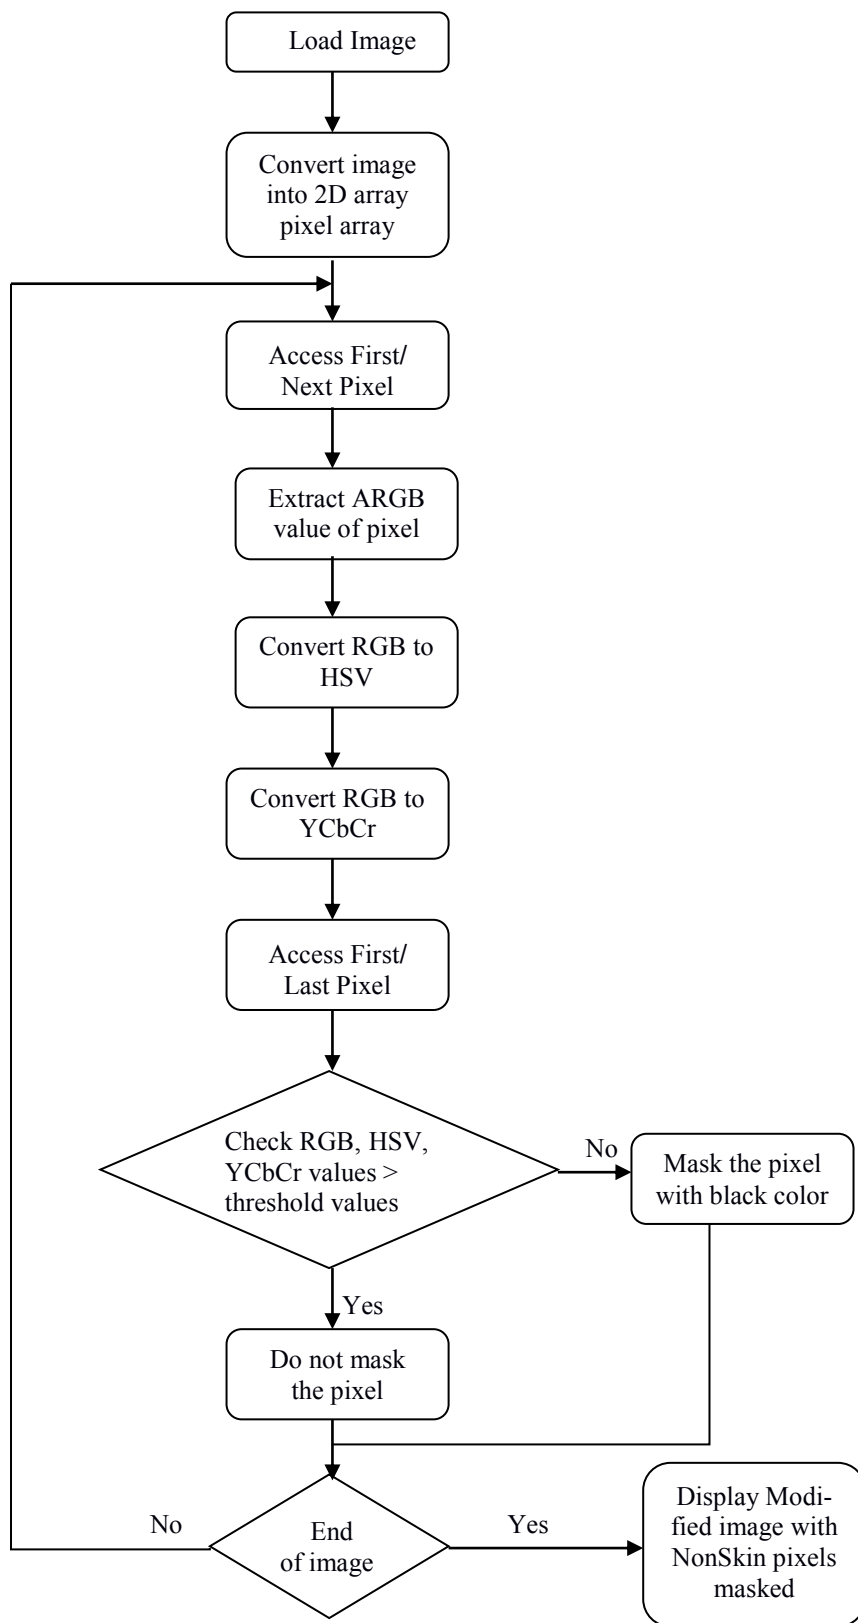 Load Image
Convert image
into 2D array
pixel array
Access First/
Next Pixel
Extract ARGB
value of pixel
Convert RGB to
HSV
Convert RGB to
YCbCr
Access First/
Last Pixel
Check RGB, HSV,
YCbCr values >
threshold values
No
Mask the pixel
with black color
Yes
Do not mask
the pixel
No
End
of image
Yes
Display Modi-
fied image with
NonSkin pixels
masked